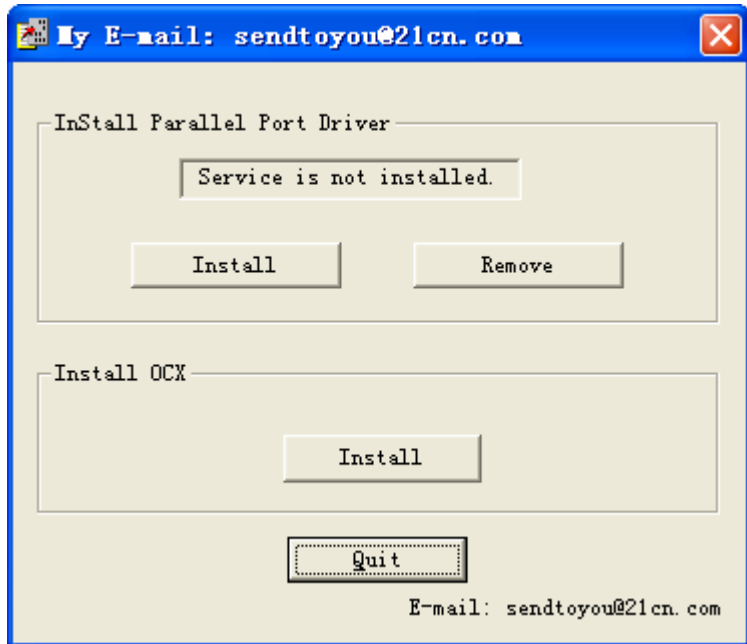 My E-mail: sendtoyou@21cn.com
InStall Parallel Port Driver
Service is not installed.
Install Remove
Install OCX
Install
Quit
E-mail: sendtoyou@21cn.com